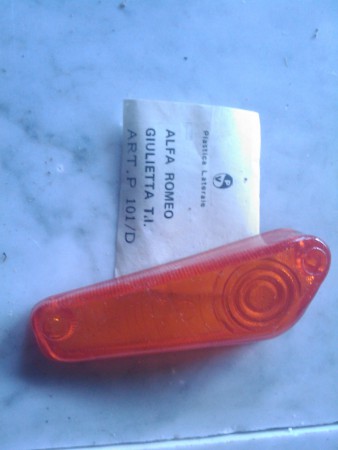 Plastica Laterale
ALFA ROMEO
GIULIETTA T.I.
ART.P 101/D